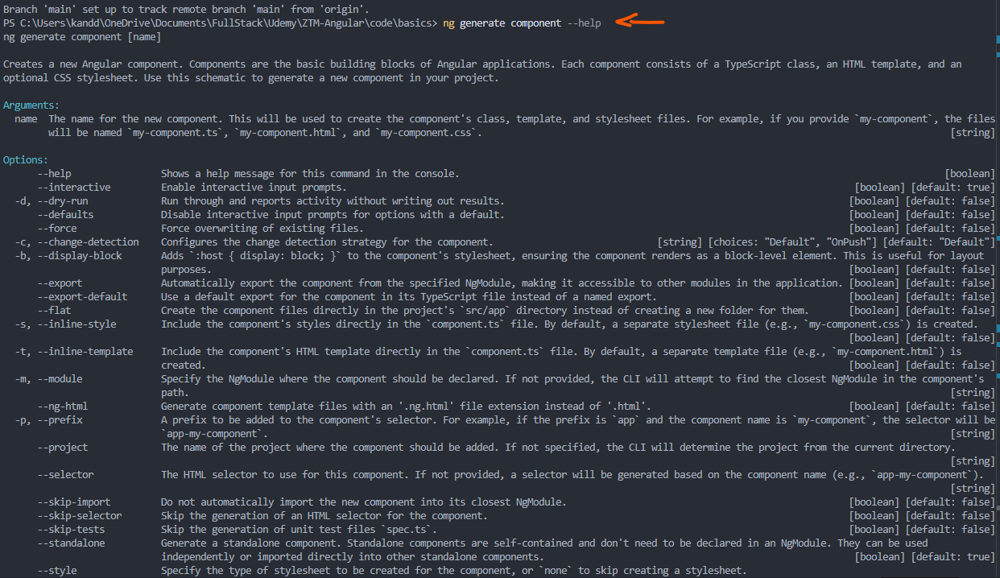 Branch 'main' set up to track remote branch 'main' from 'origin'.
PS C:\Users\kandd\OneDrive\Documents\FullStack\Udemy\ZTM-Angular\code\basics> ng generate component --help
ng generate component [name]

Creates a new Angular component. Components are the basic building blocks of Angular applications. Each component consists of a TypeScript class, an HTML template, and an
optional CSS stylesheet. Use this schematic to generate a new component in your project.

Arguments:
  name  The name for the new component. This will be used to create the component's class, template, and stylesheet files. For example, if you provide `my-component`, the files
        will be named `my-component.ts`, `my-component.html`, and `my-component.css`. [string]

Options:
      --help              Shows a help message for this command in the console. [boolean]
      --interactive       Enable interactive input prompts. [boolean] [default: true]
  -d, --dry-run           Run through and reports activity without writing out results. [boolean] [default: false]
      --defaults          Disable interactive input prompts for options with a default. [boolean] [default: false]
      --force             Force overwriting of existing files. [boolean] [default: false]
  -c, --change-detection  Configures the change detection strategy for the component. [string] [choices: "Default", "OnPush"] [default: "Default"]
  -b, --display-block     Adds `:host { display: block; }` to the component's stylesheet, ensuring the component renders as a block-level element. This is useful for layout
                          purposes. [boolean] [default: false]
      --export            Automatically export the component from the specified NgModule, making it accessible to other modules in the application. [boolean] [default: false]
      --export-default    Use a default export for the component in its TypeScript file instead of a named export. [boolean] [default: false]
      --flat              Create the component files directly in the project's `src/app` directory instead of creating a new folder for them. [boolean] [default: false]
  -s, --inline-style      Include the component's styles directly in the `component.ts` file. By default, a separate stylesheet file (e.g., `my-component.css`) is created.
                          [boolean] [default: false]
  -t, --inline-template   Include the component's HTML template directly in the `component.ts` file. By default, a separate template file (e.g., `my-component.html`) is
                          created. [boolean] [default: false]
  -m, --module            Specify the NgModule where the component should be declared. If not provided, the CLI will attempt to find the closest NgModule in the component's
                          path. [string]
      --ng-html           Generate component template files with an '.ng.html' file extension instead of '.html'. [boolean] [default: false]
  -p, --prefix            A prefix to be added to the component's selector. For example, if the prefix is `app` and the component name is `my-component`, the selector will be
                          `app-my-component`. [string]
      --project           The name of the project where the component should be added. If not specified, the CLI will determine the project from the current directory.
                          [string]
      --selector          The HTML selector to use for this component. If not provided, a selector will be generated based on the component name (e.g., `app-my-component`).
                          [string]
      --skip-import       Do not automatically import the new component into its closest NgModule. [boolean] [default: false]
      --skip-selector     Skip the generation of an HTML selector for the component. [boolean] [default: false]
      --skip-tests        Skip the generation of unit test files `spec.ts`. [boolean] [default: false]
      --standalone        Generate a standalone component. Standalone components are self-contained and don't need to be declared in an NgModule. They can be used
                          independently or imported directly into other standalone components. [boolean] [default: true]
      --style             Specify the type of stylesheet to be created for the component, or `none` to skip creating a stylesheet.